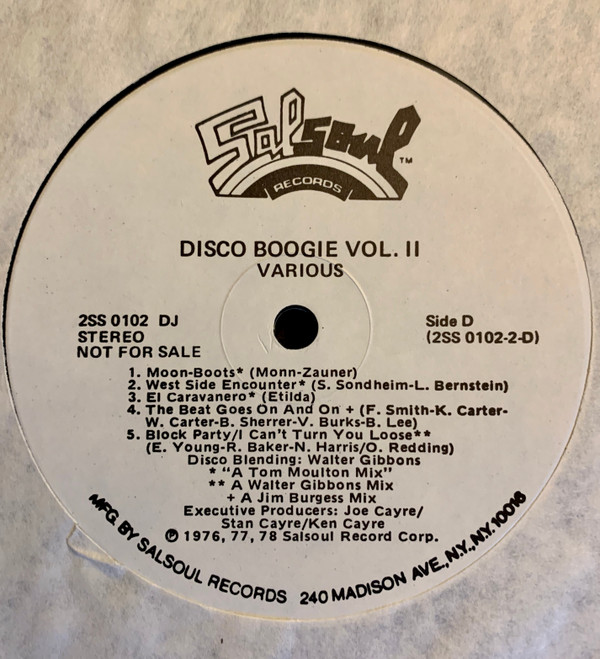 Salsoul TM
RECORDS
DISCO BOOGIE VOL. II
VARIOUS
2SS 0102 DJ
STEREO
NOT FOR SALE
Side D
(2SS 0102-2-D)
1. Moon-Boots* (Monn-Zauner)
2. West Side Encounter* (S. Sondheim-L. Bernstein)
3. El Caravanero* (Etilda)
4. The Beat Goes On And On + (F. Smith-K. Carter-
W. Carter-B. Sherrer-V. Burks-B. Lee)
5. Block Party/I Can't Turn You Loose**
(E. Young-R. Baker-N. Harris/O. Redding)
Disco Blending: Walter Gibbons
* "A Tom Moulton Mix"
** A Walter Gibbons Mix
+ A Jim Burgess Mix
Executive Producers: Joe Cayre/
Stan Cayre/Ken Cayre
℗ 1976, 77, 78 Salsoul Record Corp.
MFG. BY SALSOUL RECORDS 240 MADISON AVE., N.Y., N.Y. 10016